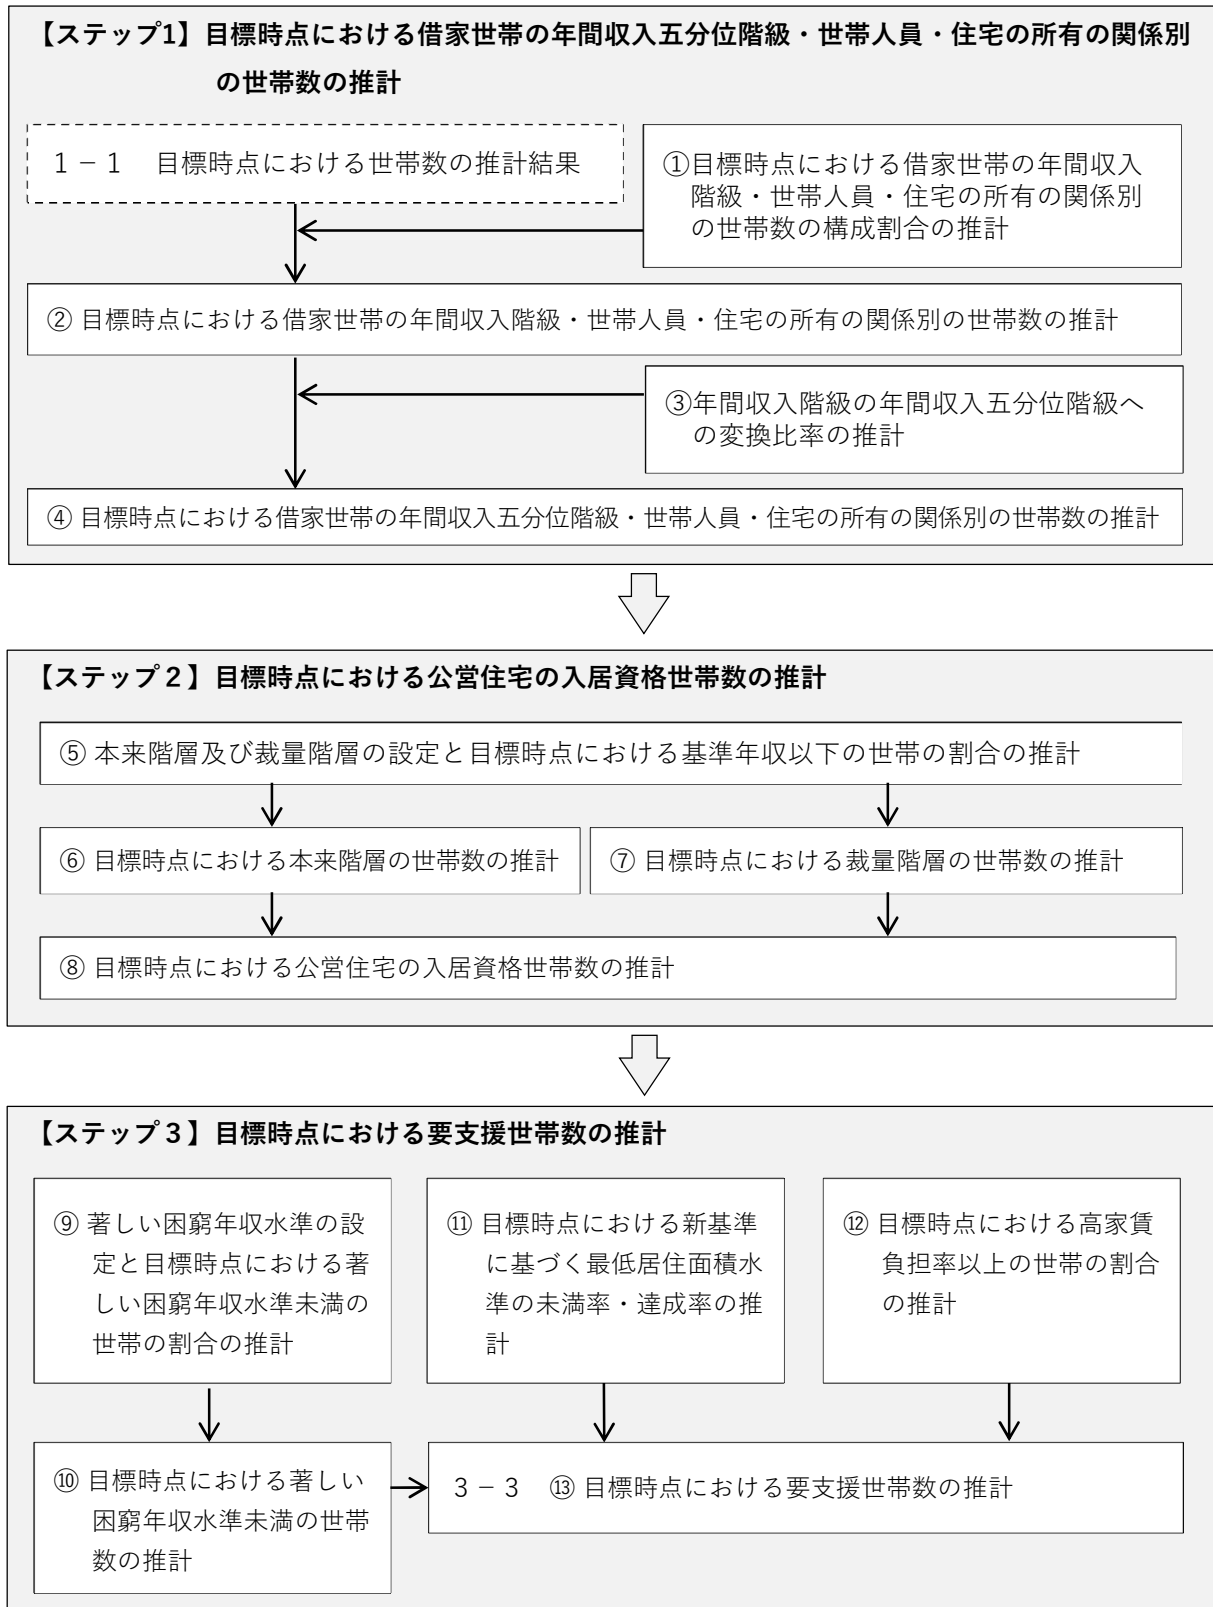 【ステップ1】目標時点における借家世帯の年間収入五分位階級・世帯人員・住宅の所有の関係別
の世帯数の推計
1－1　目標時点における世帯数の推計結果
①目標時点における借家世帯の年間収入
階級・世帯人員・住宅の所有の関係別
の世帯数の構成割合の推計
② 目標時点における借家世帯の年間収入階級・世帯人員・住宅の所有の関係別の世帯数の推計
③年間収入階級の年間収入五分位階級へ
の変換比率の推計
④ 目標時点における借家世帯の年間収入五分位階級・世帯人員・住宅の所有の関係別の世帯数の推計
【ステップ２】目標時点における公営住宅の入居資格世帯数の推計
⑤ 本来階層及び裁量階層の設定と目標時点における基準年収以下の世帯の割合の推計
⑥ 目標時点における本来階層の世帯数の推計
⑦ 目標時点における裁量階層の世帯数の推計
⑧ 目標時点における公営住宅の入居資格世帯数の推計
【ステップ３】目標時点における要支援世帯数の推計
⑨ 著しい困窮年収水準の設
定と目標時点における著
しい困窮年収水準未満の
世帯の割合の推計
⑪ 目標時点における新基準
に基づく最低居住面積水
準の未満率・達成率の推
計
⑫ 目標時点における高家賃
負担率以上の世帯の割合
の推計
⑩ 目標時点における著しい
困窮年収水準未満の世帯
数の推計
3－3　⑬ 目標時点における要支援世帯数の推計